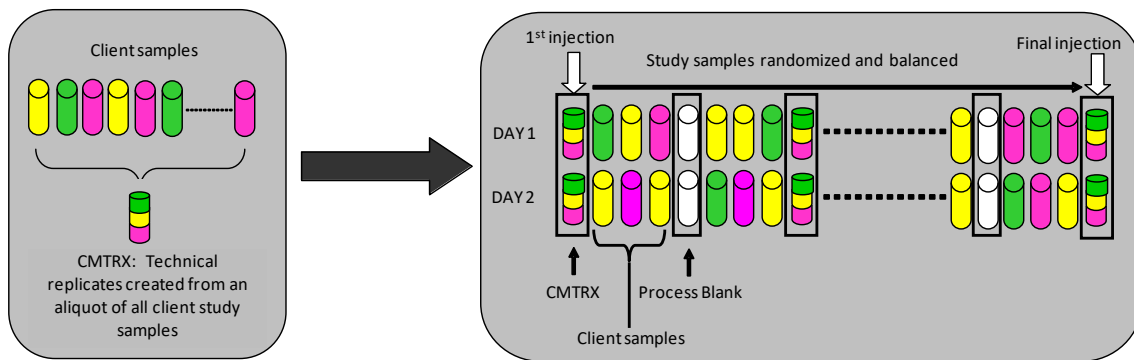 Client samples
CMTRX: Technical
replicates created from an
aliquot of all client study
samples
1st injection
Study samples randomized and balanced
Final injection
DAY 1
DAY 2
CMTRX
Process Blank
Client samples